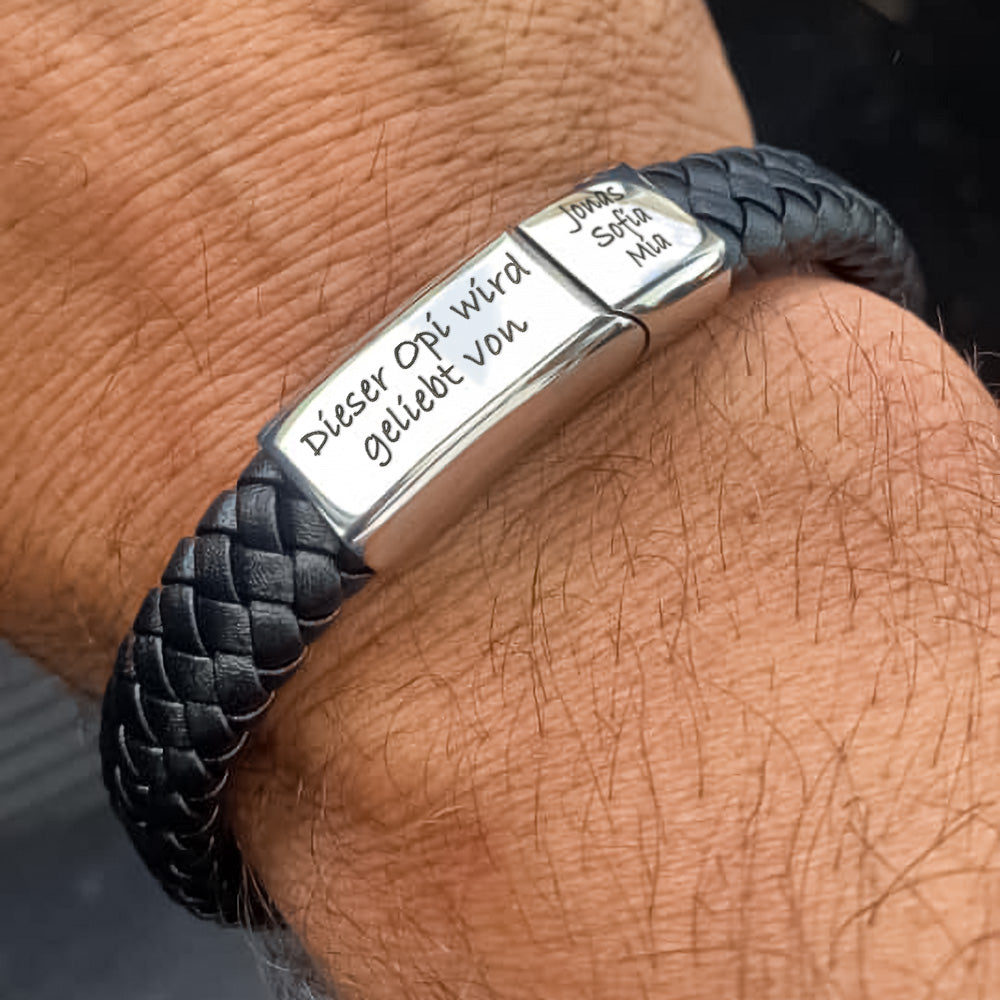 Dieser Opi wird
geliebt von
Jonas
Sofia
Mia